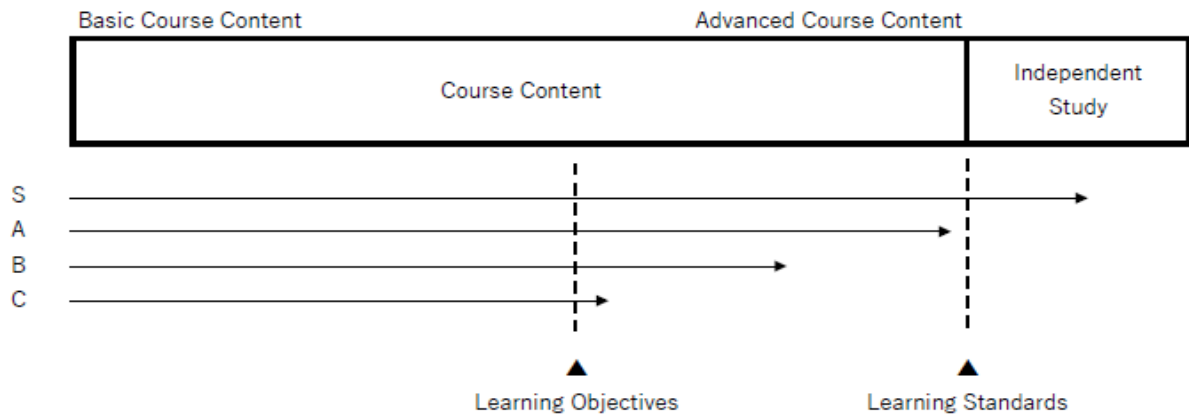 Basic Course Content
Advanced Course Content
Course Content
Independent
Study
S
A
B
C
Learning Objectives
Learning Standards